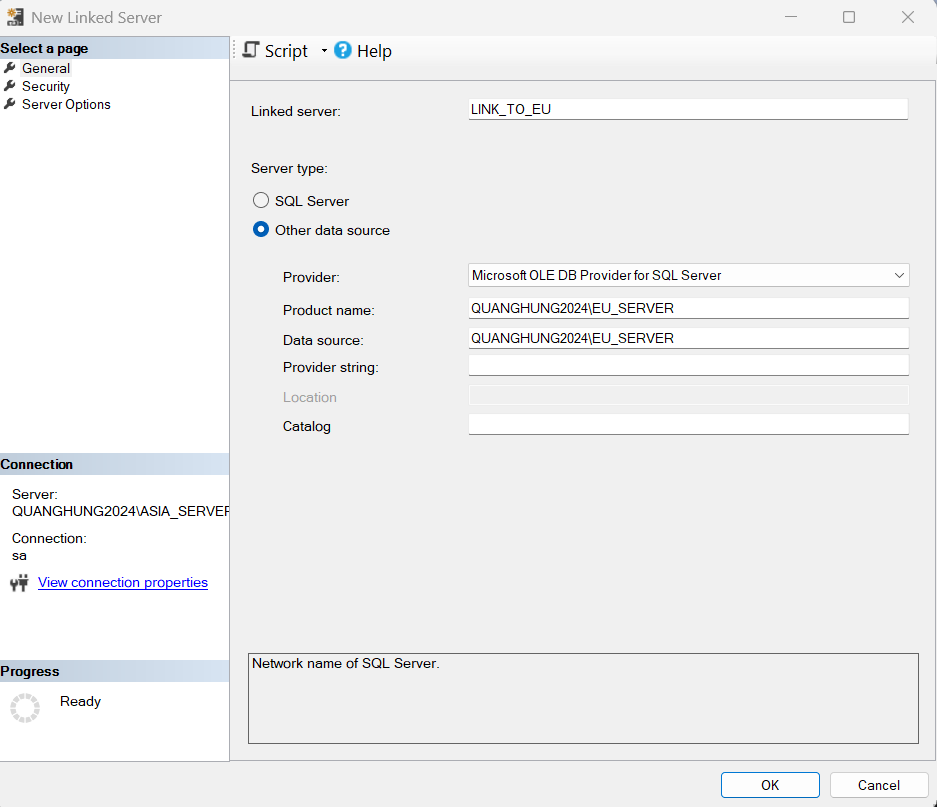 New Linked Server
Select a page
General
Security
Server Options
Script
Help
Linked server:
LINK_TO_EU
Server type:
SQL Server
Other data source
Provider:
Microsoft OLE DB Provider for SQL Server
Product name:
QUANGHUNG2024\EU_SERVER
Data source:
QUANGHUNG2024\EU_SERVER
Provider string:
Location
Catalog
Connection
Server:
QUANGHUNG2024\ASIA_SERVER
Connection:
sa
View connection properties
Progress
Ready
Network name of SQL Server.
OK
Cancel